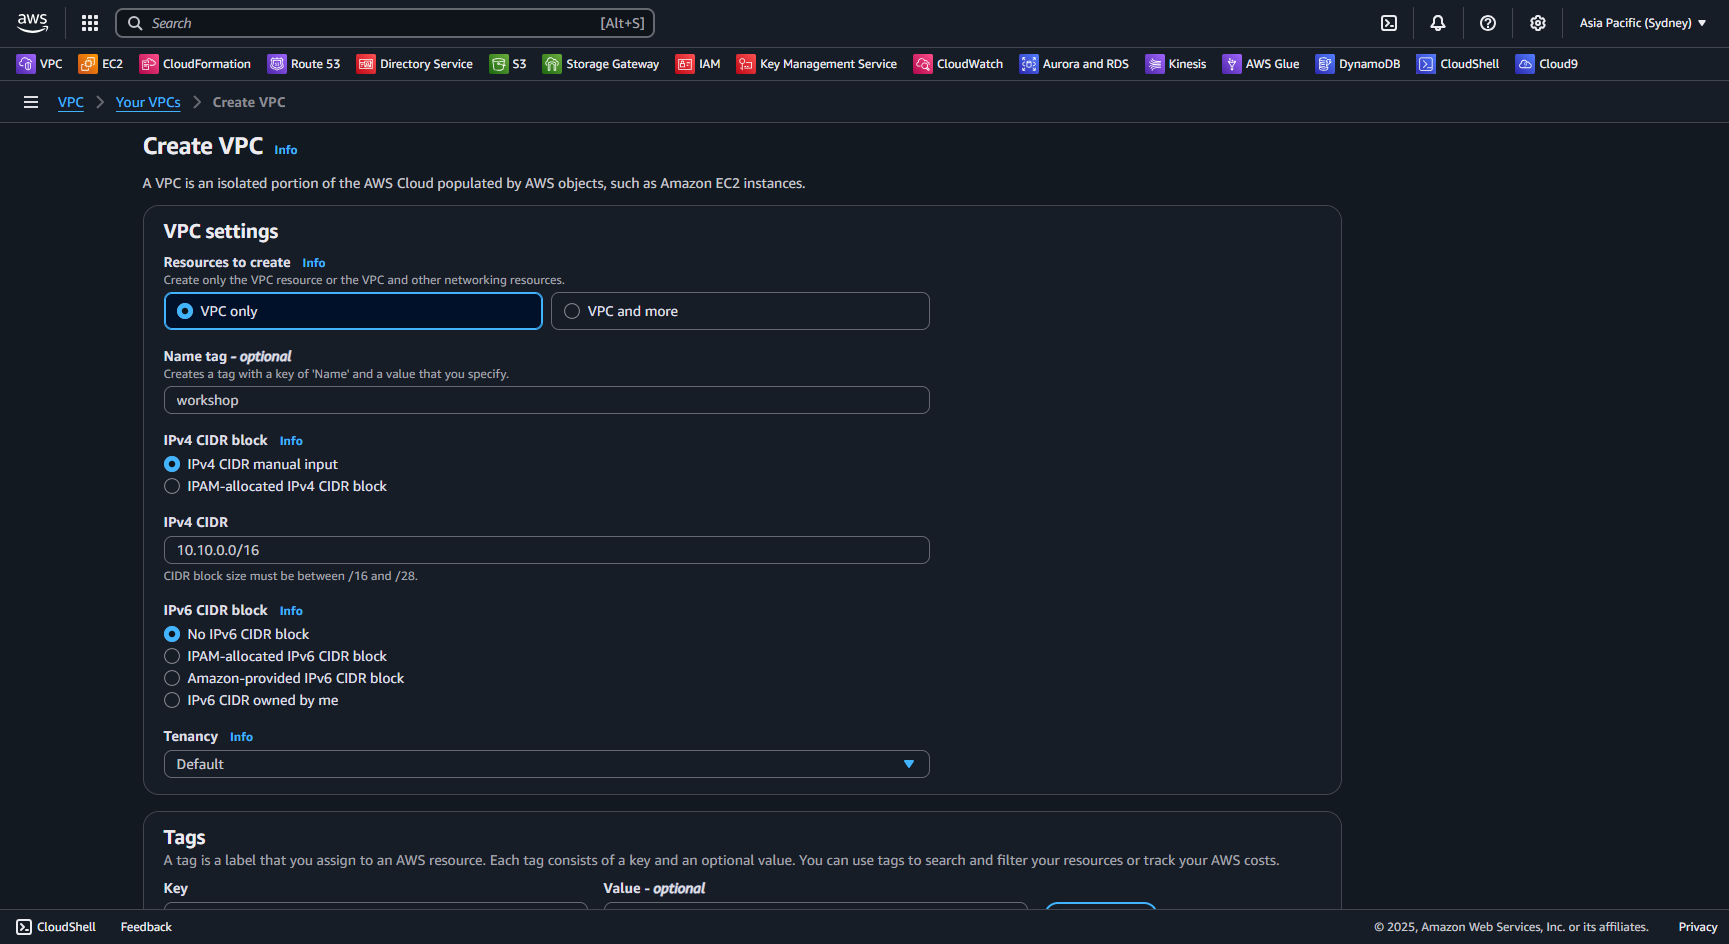 aws Search [Alt+S] Asia Pacific (Sydney)
VPC EC2 CloudFormation Route 53 Directory Service S3 Storage Gateway IAM Key Management Service CloudWatch Aurora and RDS Kinesis AWS Glue DynamoDB CloudShell Cloud9
VPC Your VPCs Create VPC
Create VPC Info
A VPC is an isolated portion of the AWS Cloud populated by AWS objects, such as Amazon EC2 instances.
VPC settings
Resources to create Info
Create only the VPC resource or the VPC and other networking resources.
VPC only VPC and more
Name tag - optional
Creates a tag with a key of 'Name' and a value that you specify.
workshop
IPv4 CIDR block Info
IPv4 CIDR manual input
IPAM-allocated IPv4 CIDR block
IPv4 CIDR
10.10.0.0/16
CIDR block size must be between /16 and /28.
IPv6 CIDR block Info
No IPv6 CIDR block
IPAM-allocated IPv6 CIDR block
Amazon-provided IPv6 CIDR block
IPv6 CIDR owned by me
Tenancy Info
Default
Tags
A tag is a label that you assign to an AWS resource. Each tag consists of a key and an optional value. You can use tags to search and filter your resources or track your AWS costs.
Key Value - optional
CloudShell Feedback © 2025, Amazon Web Services, Inc. or its affiliates. Privacy